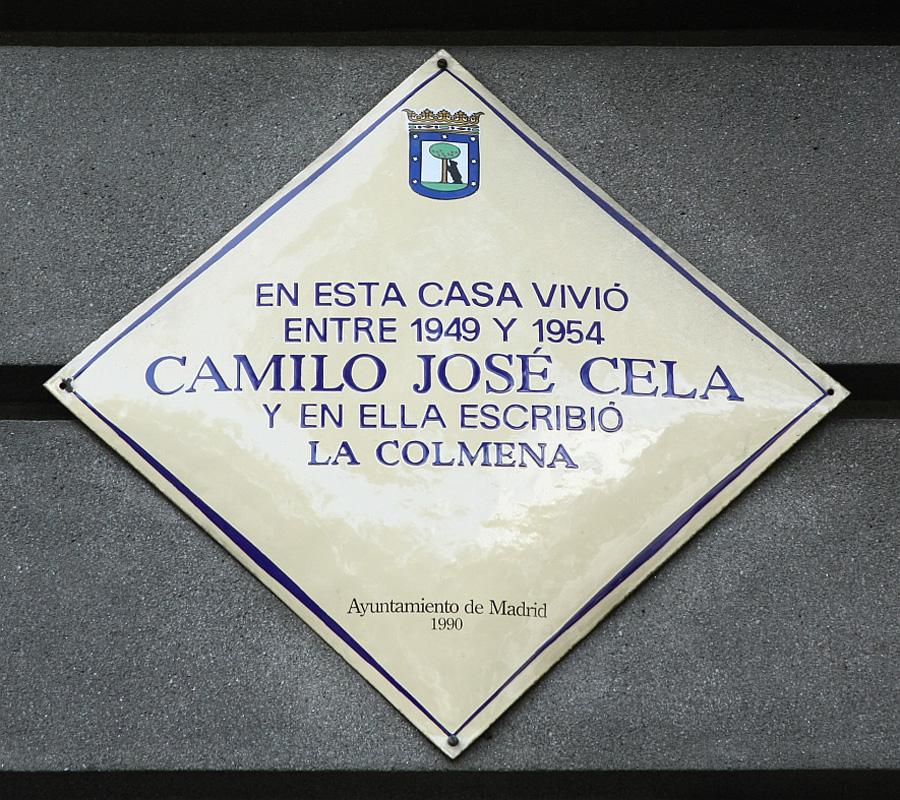 EN ESTA CASA VIVIÓ
ENTRE 1949 Y 1954
CAMILO JOSÉ CELA
Y EN ELLA ESCRIBIÓ
LA COLMENA
Ayuntamiento de Madrid
1990